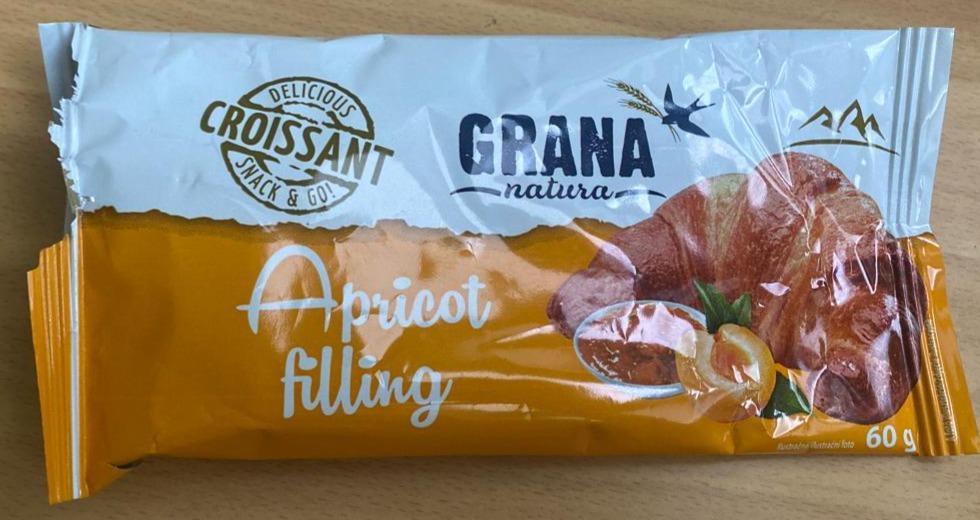 DELICIOUS
CROISSANT
SNACK & GO!
GRANA
natura
Apricot
filling
60 g